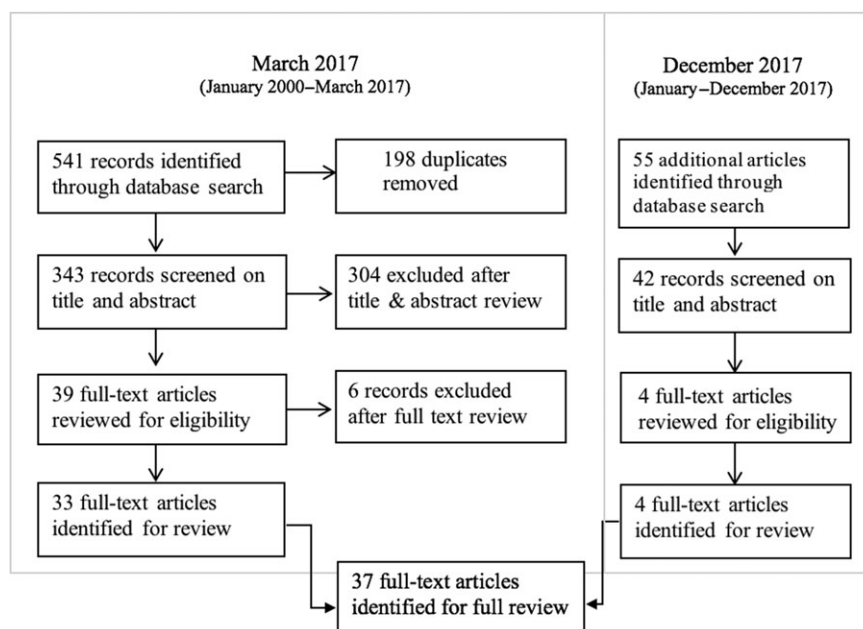 March 2017
(January 2000–March 2017)
541 records identified
through database search
198 duplicates
removed
343 records screened on
title and abstract
304 excluded after
title & abstract review
39 full-text articles
reviewed for eligibility
6 records excluded
after full text review
33 full-text articles
identified for review
December 2017
(January–December 2017)
55 additional articles
identified through
database search
42 records screened on
title and abstract
4 full-text articles
reviewed for eligibility
4 full-text articles
identified for review
37 full-text articles
identified for full review